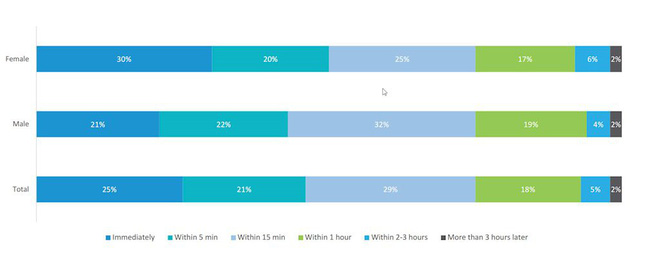 Female 30% 20% 25% 17% 6% 2%
Male 21% 22% 32% 19% 4% 2%
Total 25% 21% 29% 18% 5% 2%
Immediately Within 5 min Within 15 min Within 1 hour Within 2-3 hours More than 3 hours later